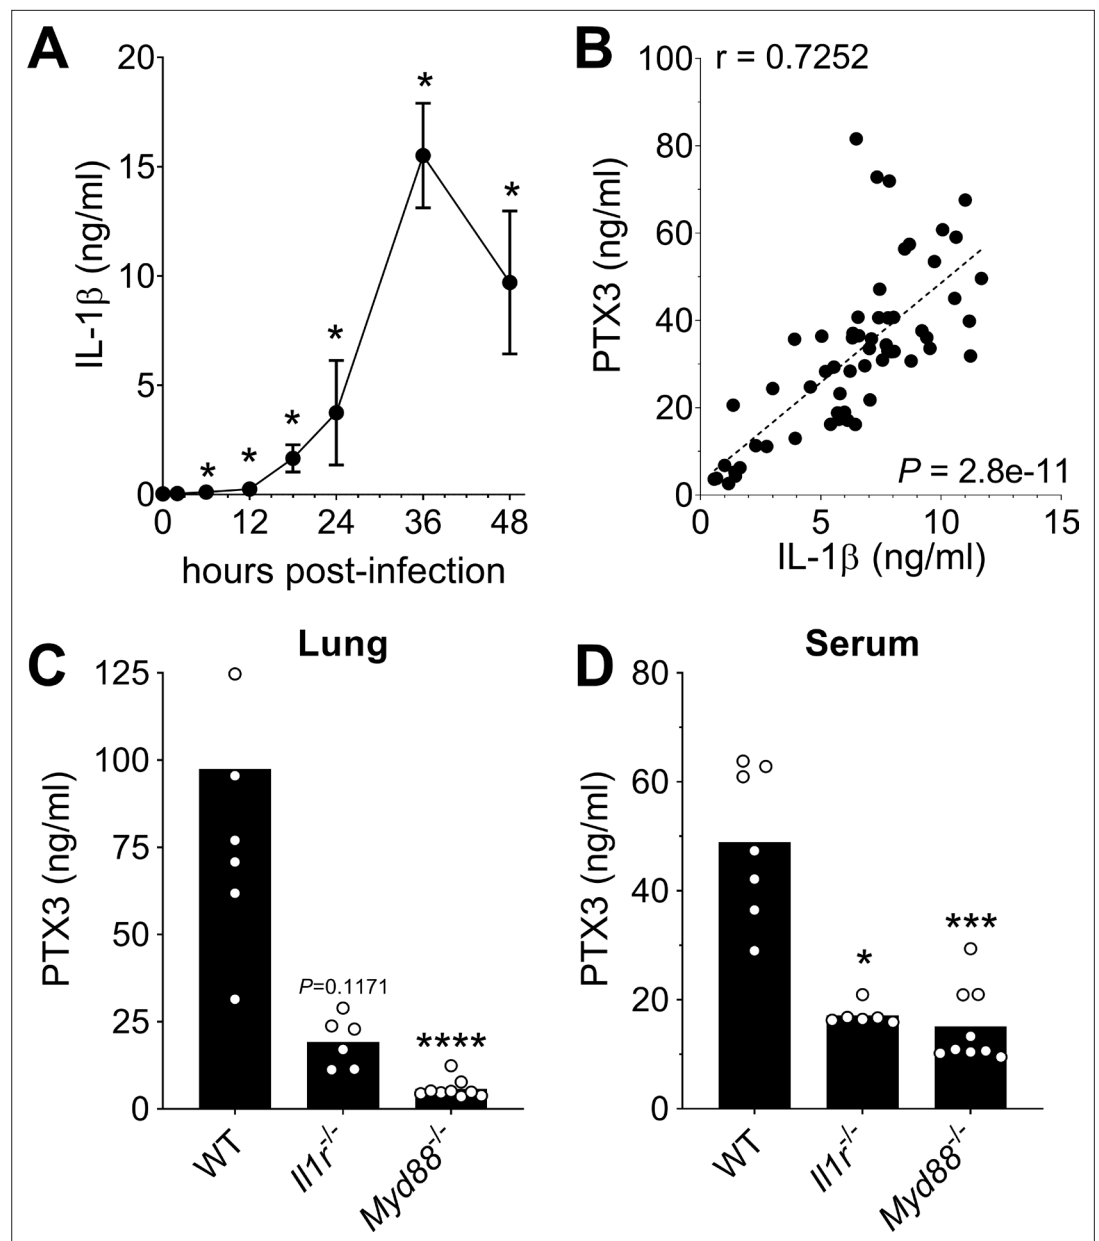 A
20
15
10
5
0
IL-1β (ng/ml)
* * * * * *
0 12 24 36 48
hours post-infection
B
100
80
60
40
20
0
PTX3 (ng/ml)
r = 0.7252
P = 2.8e-11
0 5 10 15
IL-1β (ng/ml)
C
Lung
125
100
75
50
25
0
PTX3 (ng/ml)
P=0.1171
****
WT
Il1r-/-
Myd88-/-
D
Serum
80
60
40
20
0
PTX3 (ng/ml)
*
***
WT
Il1r-/-
Myd88-/-